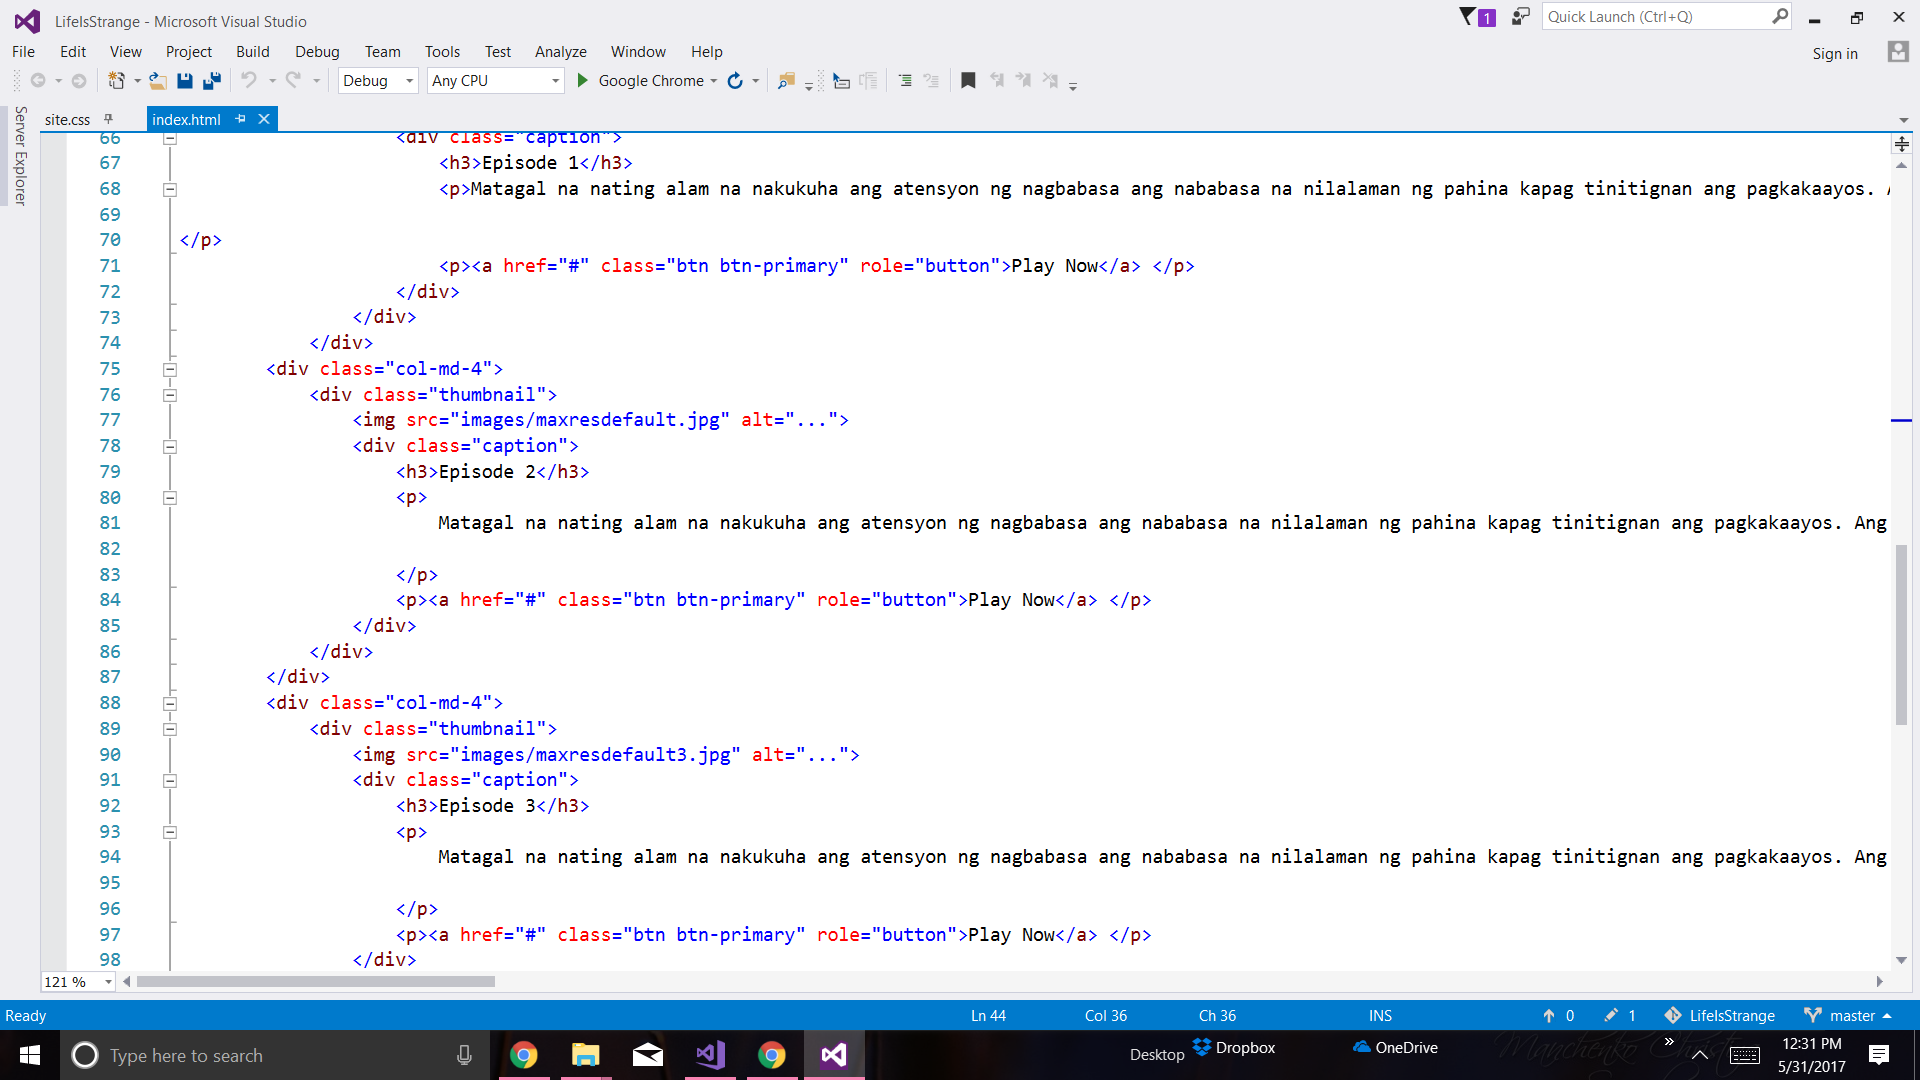 LifeIsStrange - Microsoft Visual Studio
1
Quick Launch (Ctrl+Q)
File Edit View Project Build Debug Team Tools Test Analyze Window Help
Sign in
Debug Any CPU Google Chrome
Server Explorer
site.css index.html
66 <div class="caption">
67 <h3>Episode 1</h3>
68 <p>Matagal na nating alam na nakukuha ang atensyon ng nagbabasa ang nababasa na nilalaman ng pahina kapag tinitignan ang pagkakaayos.
69
70 </p>
71 <p><a href="#" class="btn btn-primary" role="button">Play Now</a> </p>
72 </div>
73 </div>
74 </div>
75 <div class="col-md-4">
76 <div class="thumbnail">
77 <img src="images/maxresdefault.jpg" alt="...">
78 <div class="caption">
79 <h3>Episode 2</h3>
80 <p>
81 Matagal na nating alam na nakukuha ang atensyon ng nagbabasa ang nababasa na nilalaman ng pahina kapag tinitignan ang pagkakaayos. Ang
82
83 </p>
84 <p><a href="#" class="btn btn-primary" role="button">Play Now</a> </p>
85 </div>
86 </div>
87 </div>
88 <div class="col-md-4">
89 <div class="thumbnail">
90 <img src="images/maxresdefault3.jpg" alt="...">
91 <div class="caption">
92 <h3>Episode 3</h3>
93 <p>
94 Matagal na nating alam na nakukuha ang atensyon ng nagbabasa ang nababasa na nilalaman ng pahina kapag tinitignan ang pagkakaayos. Ang
95
96 </p>
97 <p><a href="#" class="btn btn-primary" role="button">Play Now</a> </p>
98 </div>
121 %
Ready Ln 44 Col 36 Ch 36 INS 0 1 LifeIsStrange master
Type here to search
Desktop Dropbox OneDrive
Manchenko
12:31 PM
5/31/2017